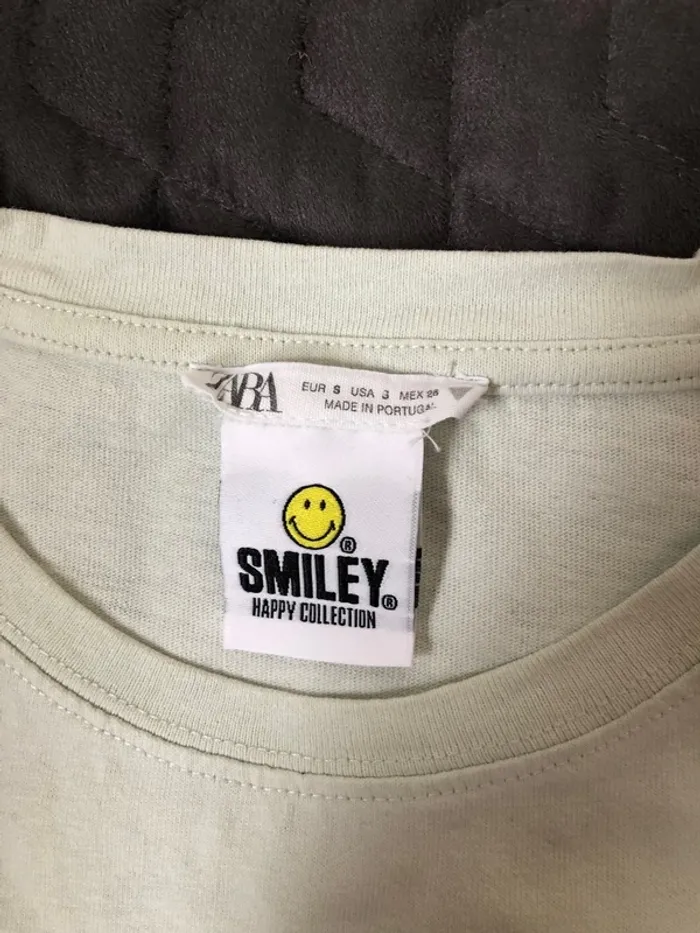 ZARA
EUR S USA S MEX 26
MADE IN PORTUGAL
SMILEY®
HAPPY COLLECTION